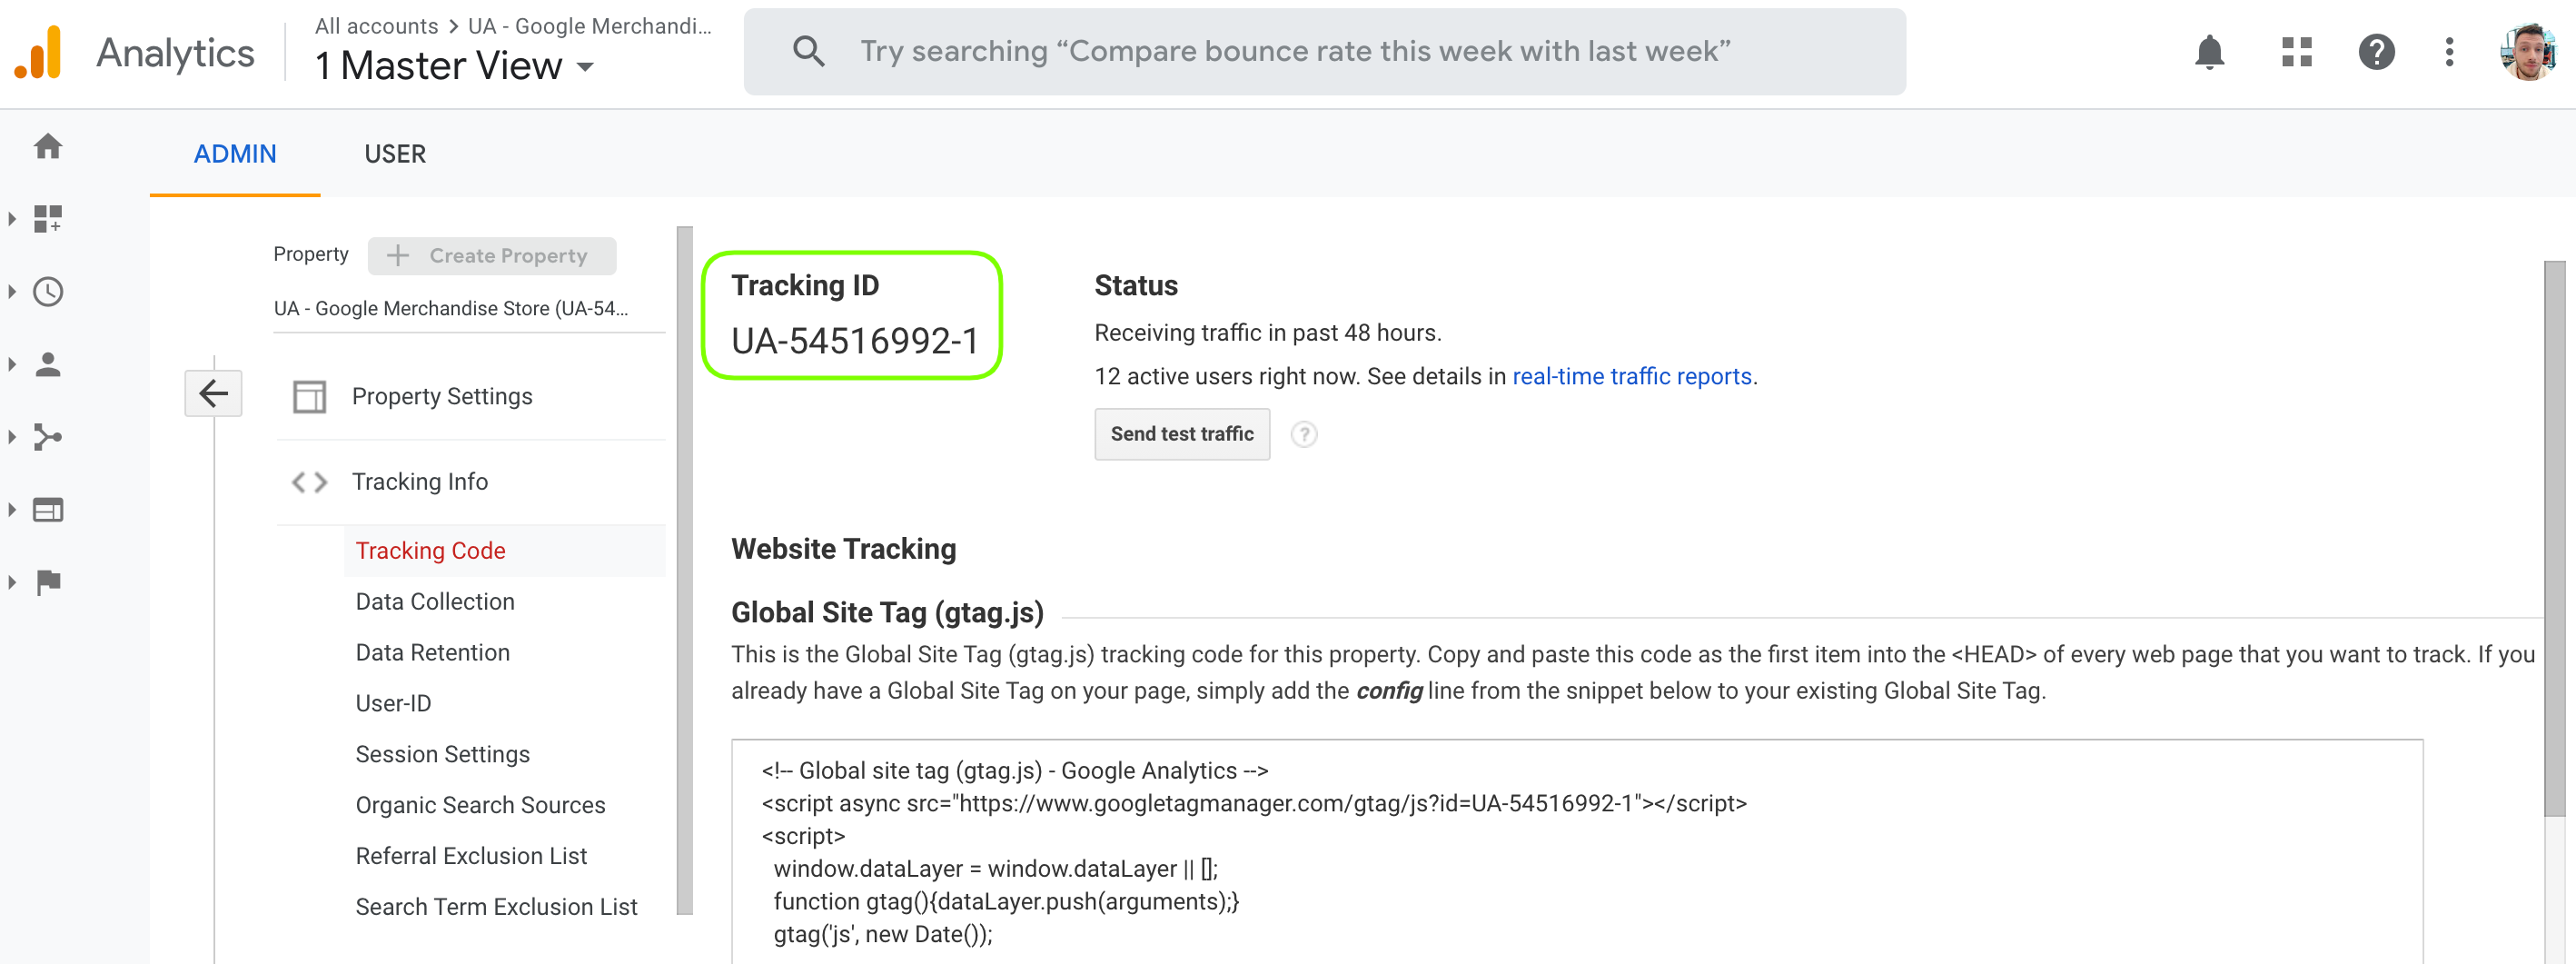 Analytics
All accounts > UA - Google Merchandi...
1 Master View
Try searching “Compare bounce rate this week with last week”
ADMIN
USER
Property
Create Property
UA - Google Merchandise Store (UA-54...
Property Settings
Tracking Info
Tracking Code
Data Collection
Data Retention
User-ID
Session Settings
Organic Search Sources
Referral Exclusion List
Search Term Exclusion List
Tracking ID
UA-54516992-1
Status
Receiving traffic in past 48 hours.
12 active users right now. See details in real-time traffic reports.
Send test traffic
?
Website Tracking
Global Site Tag (gtag.js)
This is the Global Site Tag (gtag.js) tracking code for this property. Copy and paste this code as the first item into the <HEAD> of every web page that you want to track. If you
already have a Global Site Tag on your page, simply add the config line from the snippet below to your existing Global Site Tag.
<!-- Global site tag (gtag.js) - Google Analytics -->
<script async src="https://www.googletagmanager.com/gtag/js?id=UA-54516992-1"></script>
<script>
window.dataLayer = window.dataLayer || [];
function gtag(){dataLayer.push(arguments);}
gtag('js', new Date());